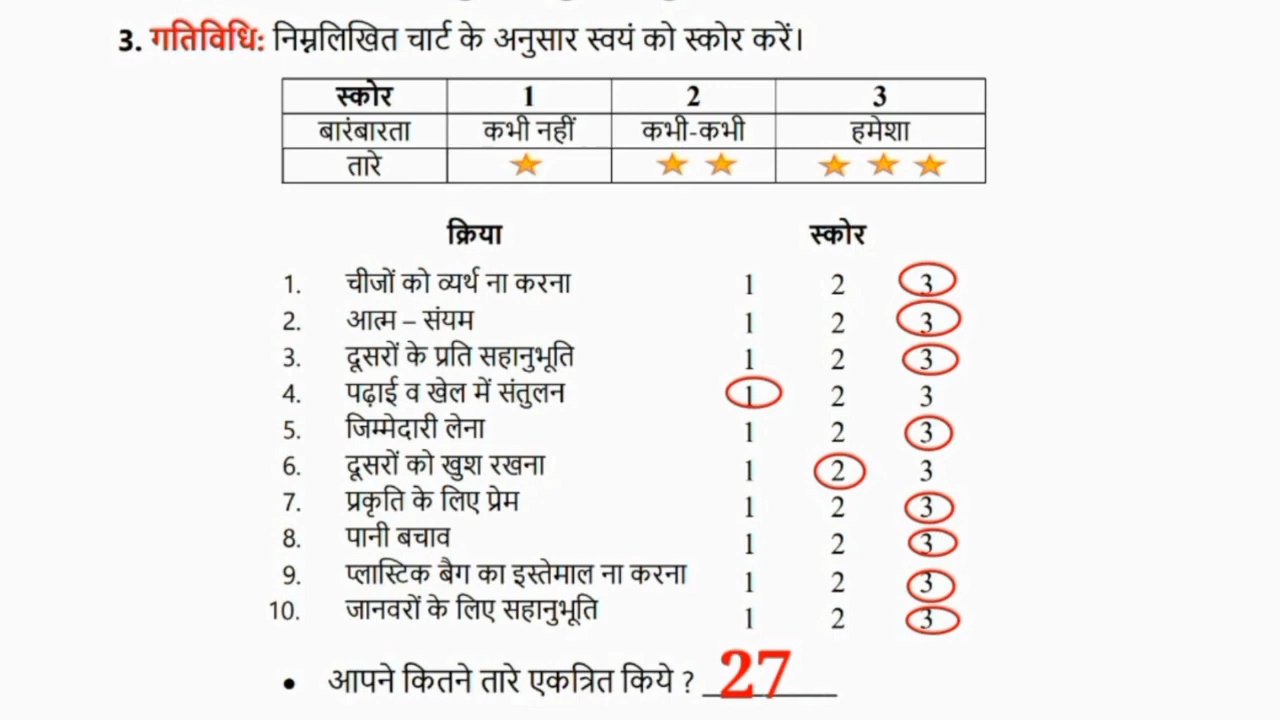 3. गतिविधि: निम्नलिखित चार्ट के अनुसार स्वयं को स्कोर करें।
स्कोर 1 2 3
बारंबारता कभी नहीं कभी-कभी हमेशा
तारे
क्रिया स्कोर
1. चीजों को व्यर्थ ना करना 1 2 3
2. आत्म – संयम 1 2 3
3. दूसरों के प्रति सहानुभूति 1 2 3
4. पढ़ाई व खेल में संतुलन 1 2 3
5. जिम्मेदारी लेना 1 2 3
6. दूसरों को खुश रखना 1 2 3
7. प्रकृति के लिए प्रेम 1 2 3
8. पानी बचाव 1 2 3
9. प्लास्टिक बैग का इस्तेमाल ना करना 1 2 3
10. जानवरों के लिए सहानुभूति 1 2 3
• आपने कितने तारे एकत्रित किये ? 27